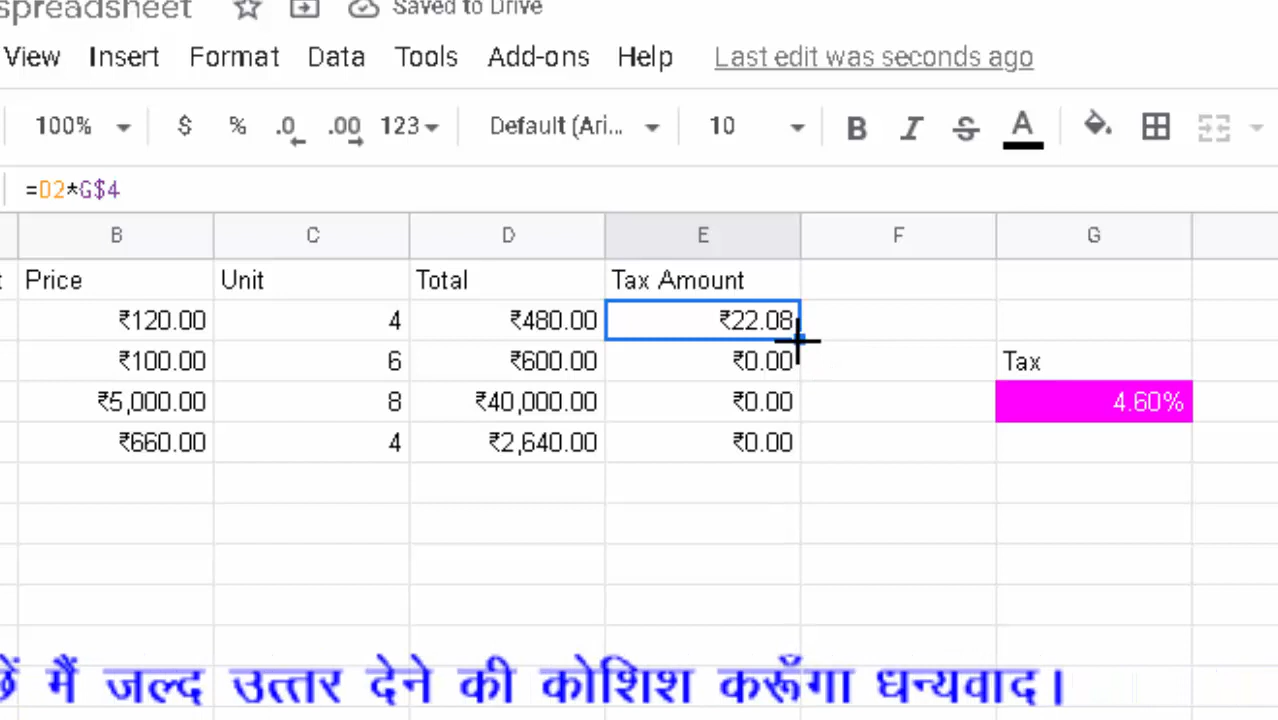 spreadsheet Saved to Drive
View Insert Format Data Tools Add-ons Help Last edit was seconds ago
100% $ % .0 .00 123 Default (Ari... 10 B I S A
=D2*G$4
B C D E F G
Price Unit Total Tax Amount
₹120.00 4 ₹480.00 ₹22.08
₹100.00 6 ₹600.00 ₹0.00 Tax
₹5,000.00 8 ₹40,000.00 ₹0.00 4.60%
₹660.00 4 ₹2,640.00 ₹0.00
मैं जल्द उत्तर देने की कोशिश करूँगा धन्यवाद।